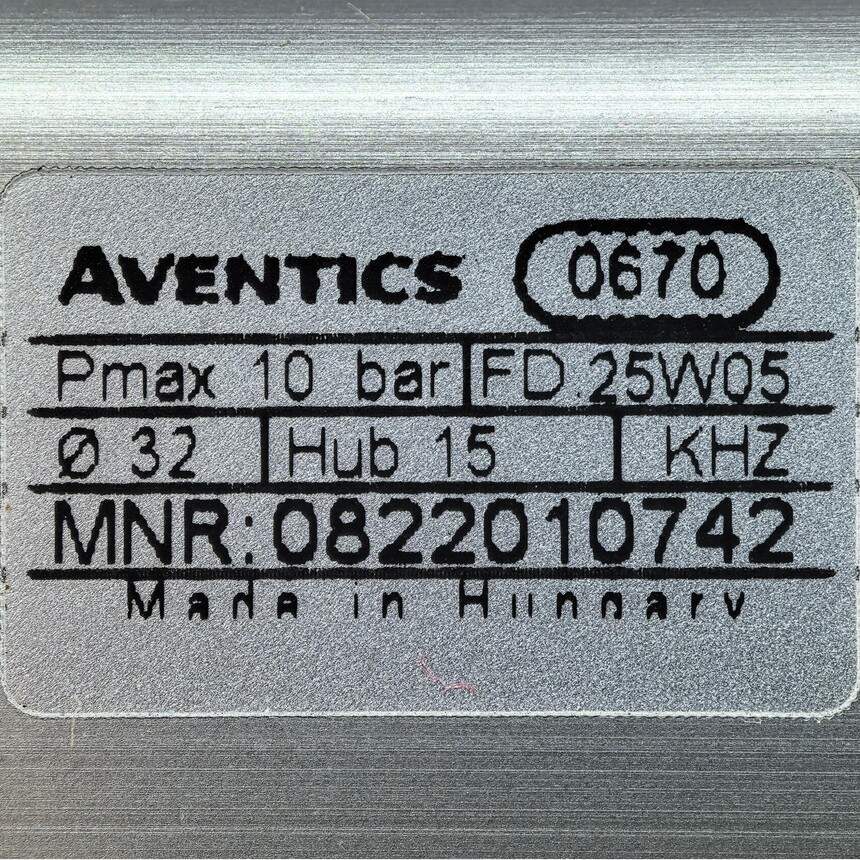 AVENTICS 0670
Pmax 10 bar FD.25W05
Ø 32 Hub 15 KHZ
MNR:0822010742
Made in Hungary